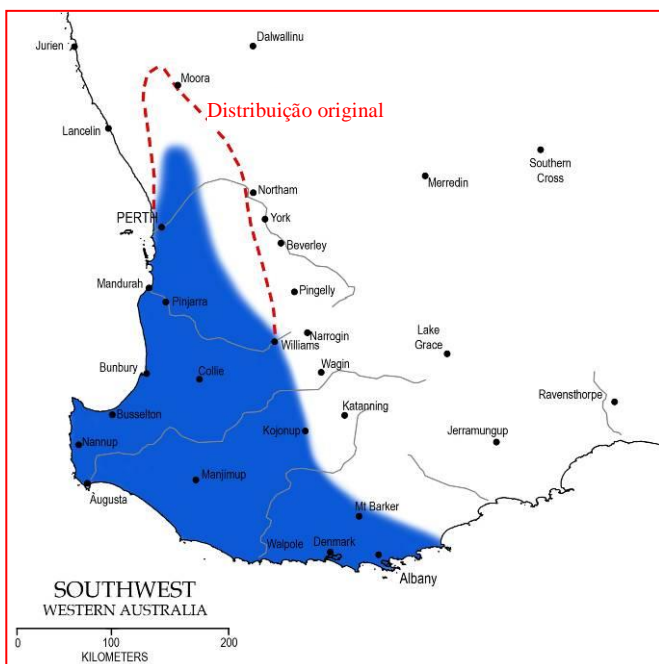 Dalwallinu
Jurien
Moora
Distribuição original
Lancelin
Southern
Cross
Merredin
Northam
York
PERTH
Beverley
Mandurah
Pingelly
Pinjarra
Narrogin
Williams
Lake
Grace
Wagin
Bunbury
Collie
Ravensthorpe
Busselton
Katanning
Kojonup
Jerramungup
Nannup
Manjimup
Augusta
Mt Barker
Walpole
Denmark
Albany
SOUTHWEST
WESTERN AUSTRALIA
0 100 200
KILOMETERS